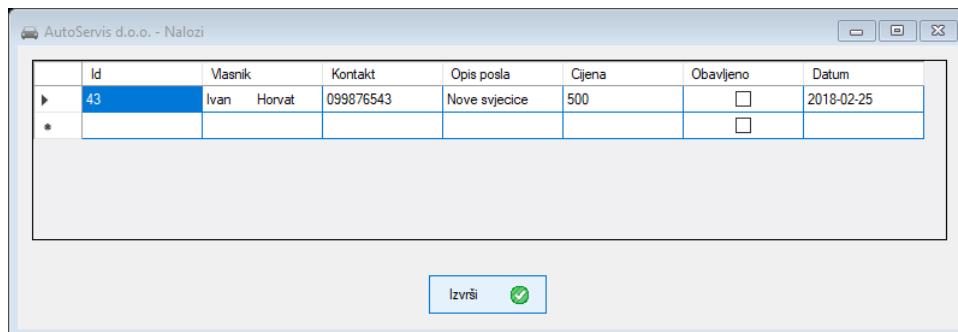 AutoServis d.o.o. - Nalozi
Id Vlasnik Kontakt Opis posla Cijena Obavljeno Datum
43 Ivan Horvat 099876543 Nove svjecice 500 2018-02-25
Izvrši